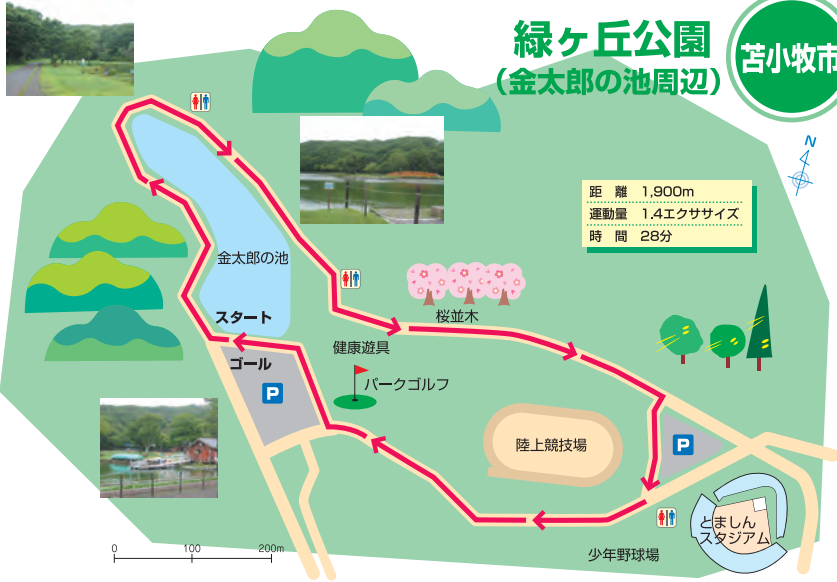 緑ヶ丘公園
(金太郎の池周辺)
苫小牧市
N
距 離 1,900m
運動量 1.4エクササイズ
時 間 28分
金太郎の池
スタート
ゴール
P
健康遊具
パークゴルフ
桜並木
陸上競技場
P
とましん
スタジアム
少年野球場
0 100 200m